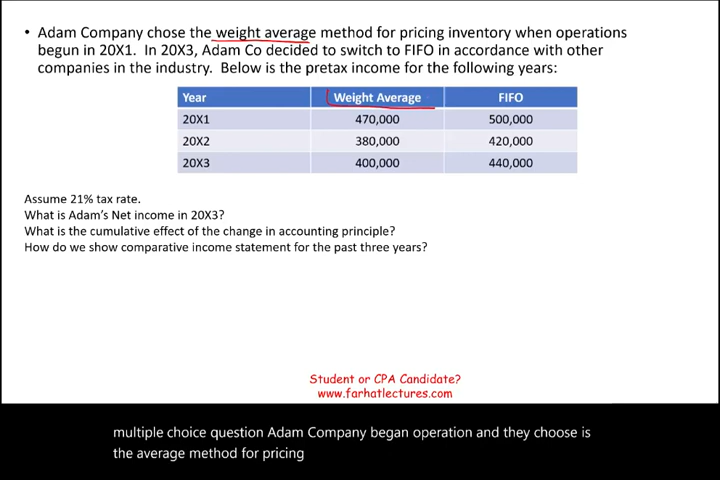 • Adam Company chose the weight average method for pricing inventory when operations
begun in 20X1. In 20X3, Adam Co decided to switch to FIFO in accordance with other
companies in the industry. Below is the pretax income for the following years:
Year Weight Average FIFO
20X1 470,000 500,000
20X2 380,000 420,000
20X3 400,000 440,000
Assume 21% tax rate.
What is Adam's Net income in 20X3?
What is the cumulative effect of the change in accounting principle?
How do we show comparative income statement for the past three years?
Student or CPA Candidate?
www.farhatlectures.com
multiple choice question Adam Company began operation and they choose is
the average method for pricing